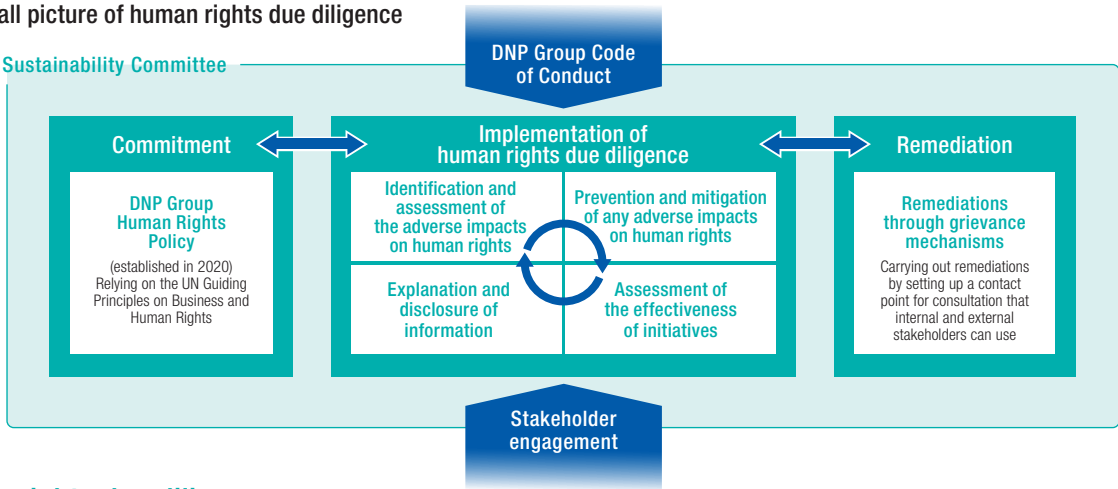 all picture of human rights due diligence
DNP Group Code
of Conduct
Sustainability Committee
Commitment
DNP Group
Human Rights
Policy
(established in 2020)
Relying on the UN Guiding
Principles on Business and
Human Rights
Implementation of
human rights due diligence
Identification and
assessment of
the adverse impacts
on human rights
Prevention and mitigation
of any adverse impacts
on human rights
Explanation and
disclosure of
information
Assessment of
the effectiveness
of initiatives
Remediation
Remediations
through grievance
mechanisms
Carrying out remediations
by setting up a contact
point for consultation that
internal and external
stakeholders can use
Stakeholder
engagement